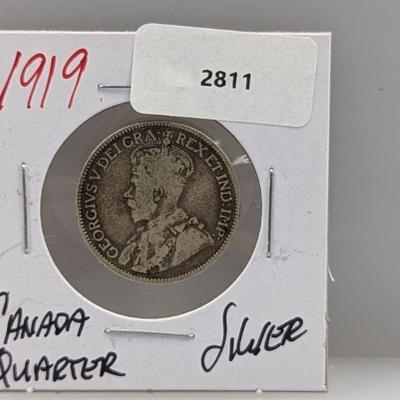 1919
2811
GEORGIVS V DEI GRA: REX ET IND: IMP:
CANADA
QUARTER
SILVER